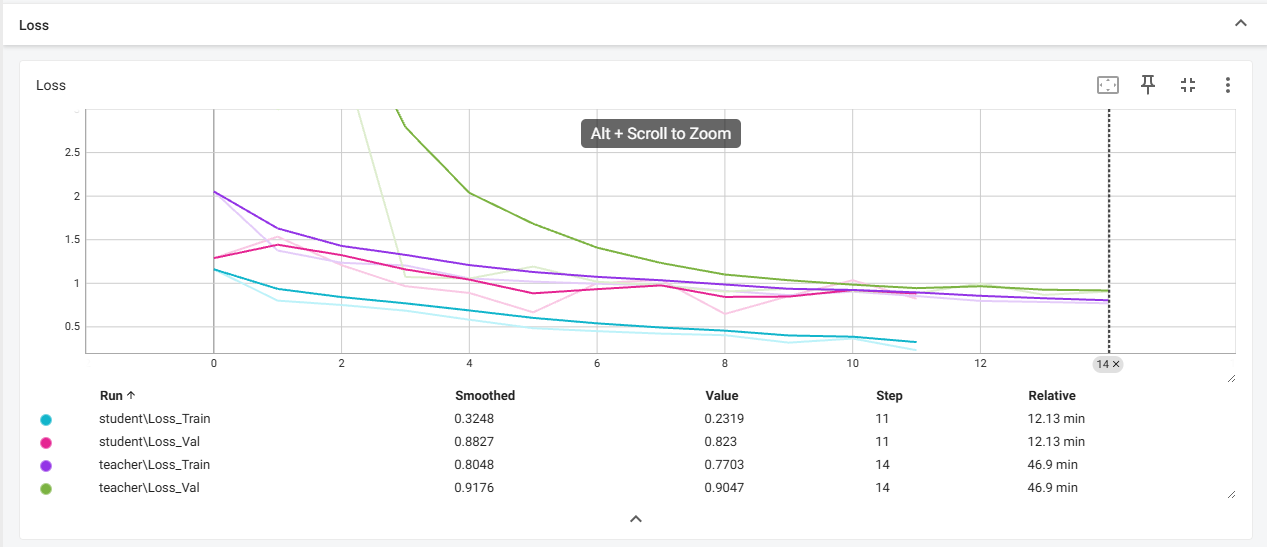 Loss
Loss
Alt + Scroll to Zoom
2.5
2
1.5
1
0.5
0 2 4 6 8 10 12 14 ×
Run ↑ Smoothed Value Step Relative
student\Loss_Train 0.3248 0.2319 11 12.13 min
student\Loss_Val 0.8827 0.823 11 12.13 min
teacher\Loss_Train 0.8048 0.7703 14 46.9 min
teacher\Loss_Val 0.9176 0.9047 14 46.9 min